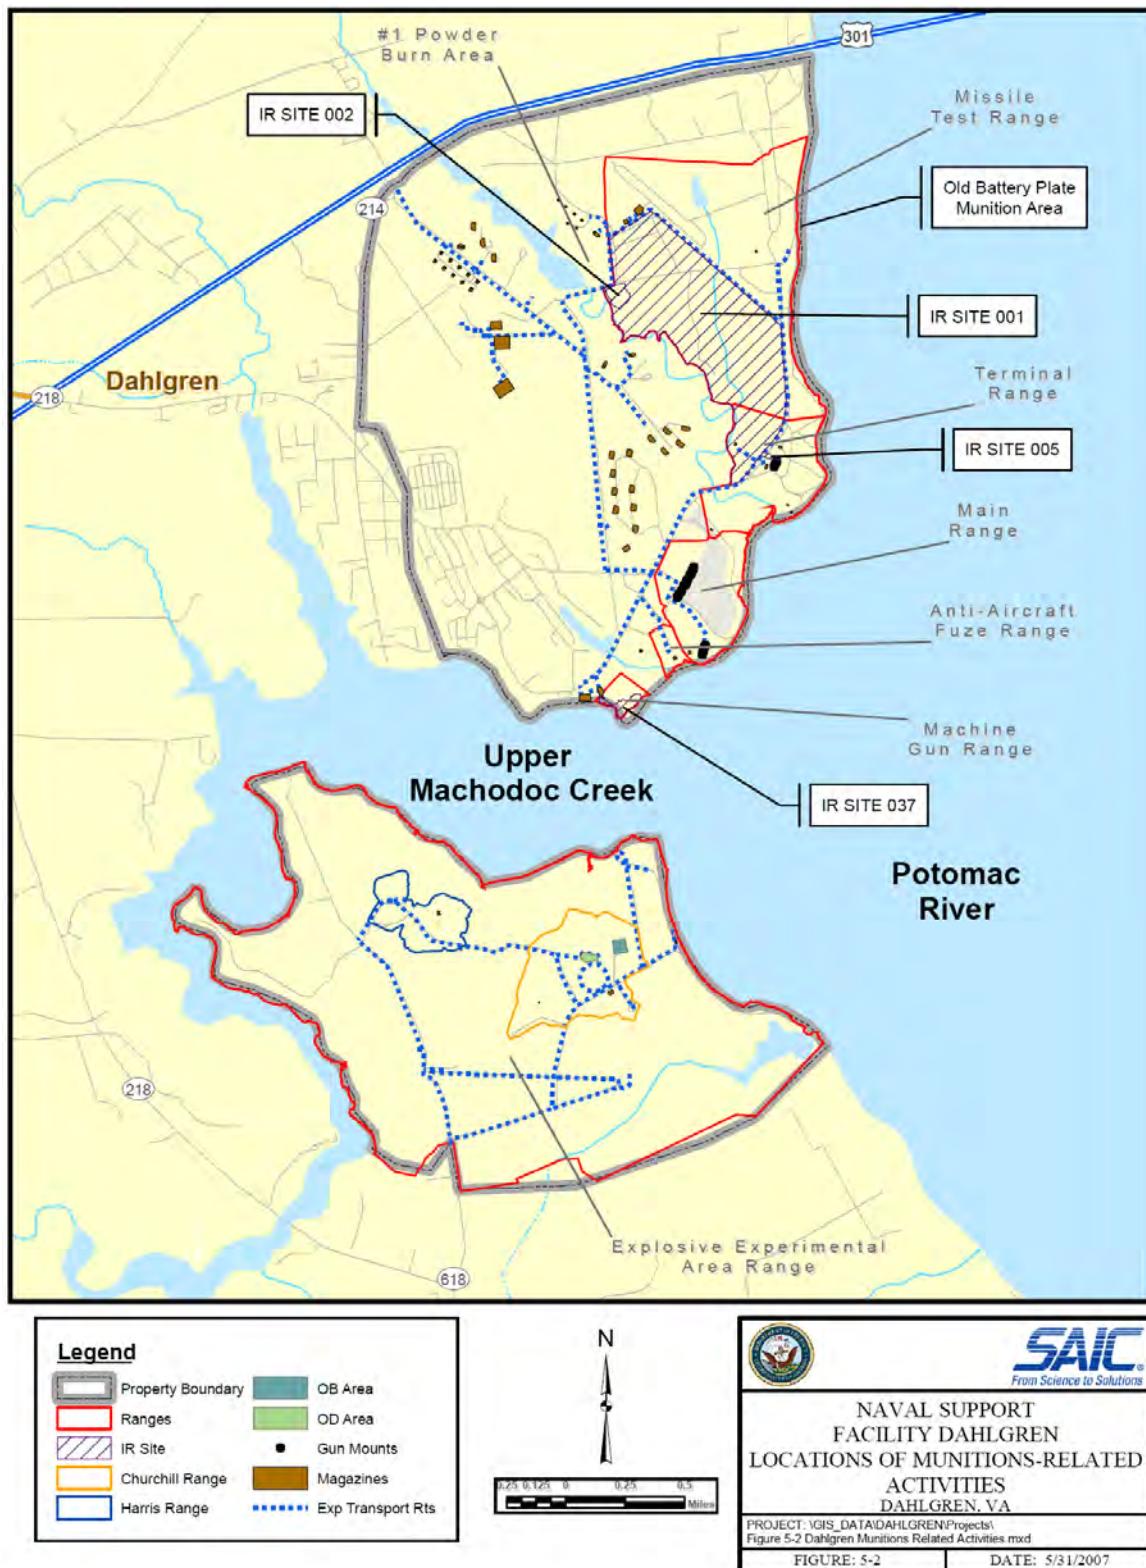 #1 Powder
Burn Area
301
IR SITE 002
Missile
Test Range
Old Battery Plate
Munition Area
214
IR SITE 001
Dahlgren
218
Terminal
Range
IR SITE 005
Main
Range
Anti-Aircraft
Fuze Range
Machine
Gun Range
Upper
Machodoc Creek
IR SITE 037
Potomac
River
218
Explosive Experimental
Area Range
618
Legend
Property Boundary
Ranges
IR Site
Churchill Range
Harris Range
OB Area
OD Area
Gun Mounts
Magazines
Exp Transport Rts
N
0.25 0.125 0 0.25 0.5
Miles
SAIC
From Science to Solutions
NAVAL SUPPORT
FACILITY DAHLGREN
LOCATIONS OF MUNITIONS-RELATED
ACTIVITIES
DAHLGREN, VA
PROJECT: \GIS_DATA\DAHLGREN\Projects\
Figure 5-2 Dahlgren Munitions Related Activities.mxd
FIGURE: 5-2
DATE: 5/31/2007